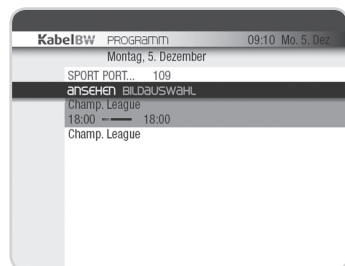 KabelBW PROGRamm 09:10 Mo. 5. Dez
Montag, 5. Dezember
SPORT PORT... 109
ansehen BILDauswahl
Champ. League
18:00 18:00
Champ. League